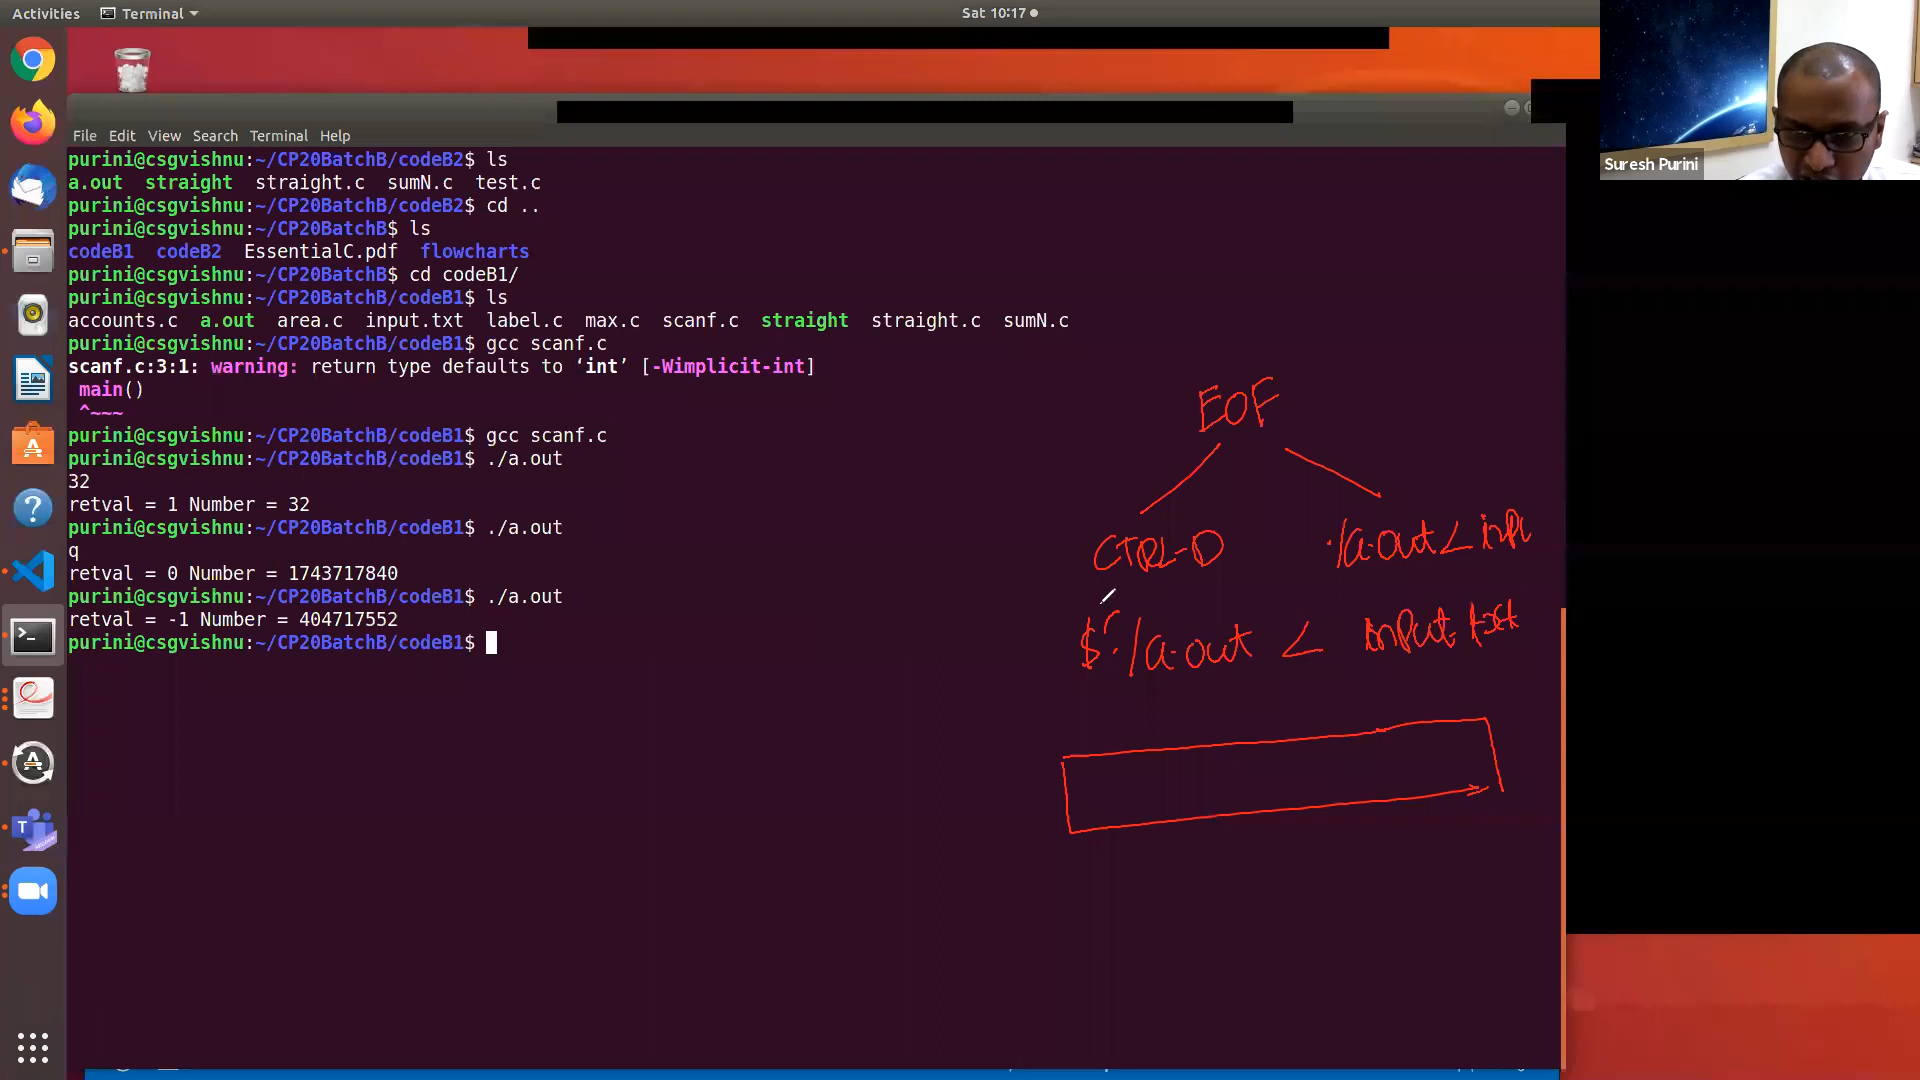 Activities Terminal Sat 10:17
Suresh Purini
File Edit View Search Terminal Help
purini@csgvishnu:~/CP20BatchB/codeB2$ ls
a.out straight straight.c sumN.c test.c
purini@csgvishnu:~/CP20BatchB/codeB2$ cd ..
purini@csgvishnu:~/CP20BatchB$ ls
codeB1 codeB2 EssentialC.pdf flowcharts
purini@csgvishnu:~/CP20BatchB$ cd codeB1/
purini@csgvishnu:~/CP20BatchB/codeB1$ ls
accounts.c a.out area.c input.txt label.c max.c scanf.c straight straight.c sumN.c
purini@csgvishnu:~/CP20BatchB/codeB1$ gcc scanf.c
scanf.c:3:1: warning: return type defaults to ‘int’ [-Wimplicit-int]
main()
^~~~
purini@csgvishnu:~/CP20BatchB/codeB1$ gcc scanf.c
purini@csgvishnu:~/CP20BatchB/codeB1$ ./a.out
32
retval = 1 Number = 32
purini@csgvishnu:~/CP20BatchB/codeB1$ ./a.out
q
retval = 0 Number = 1743717840
purini@csgvishnu:~/CP20BatchB/codeB1$ ./a.out
retval = -1 Number = 404717552
purini@csgvishnu:~/CP20BatchB/codeB1$
EOF
CTRL-D ./a.out <
$ ./a.out < input.txt